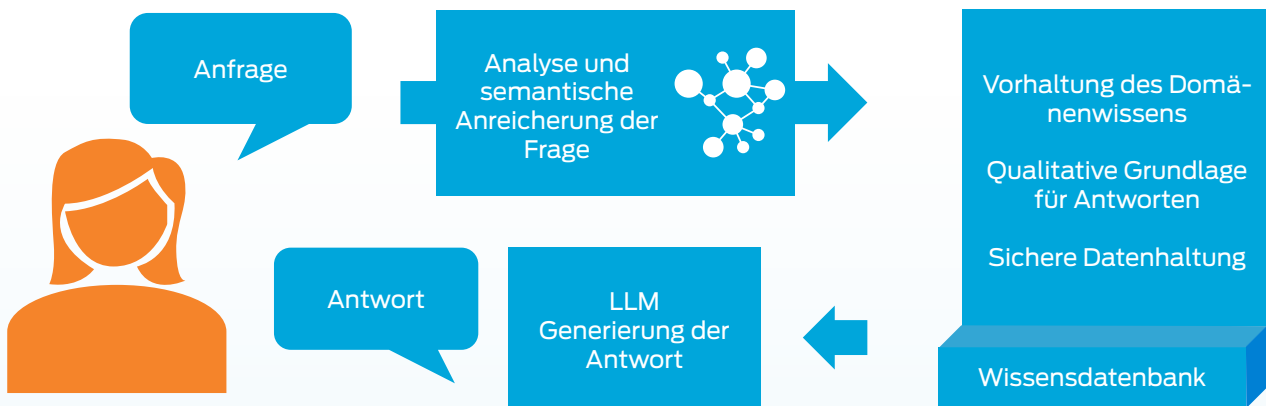 Anfrage
Analyse und
semantische
Anreicherung der
Frage
Vorhaltung des Domä-
nenwissens
Qualitative Grundlage
für Antworten
Sichere Datenhaltung
Wissensdatenbank
LLM
Generierung der
Antwort
Antwort